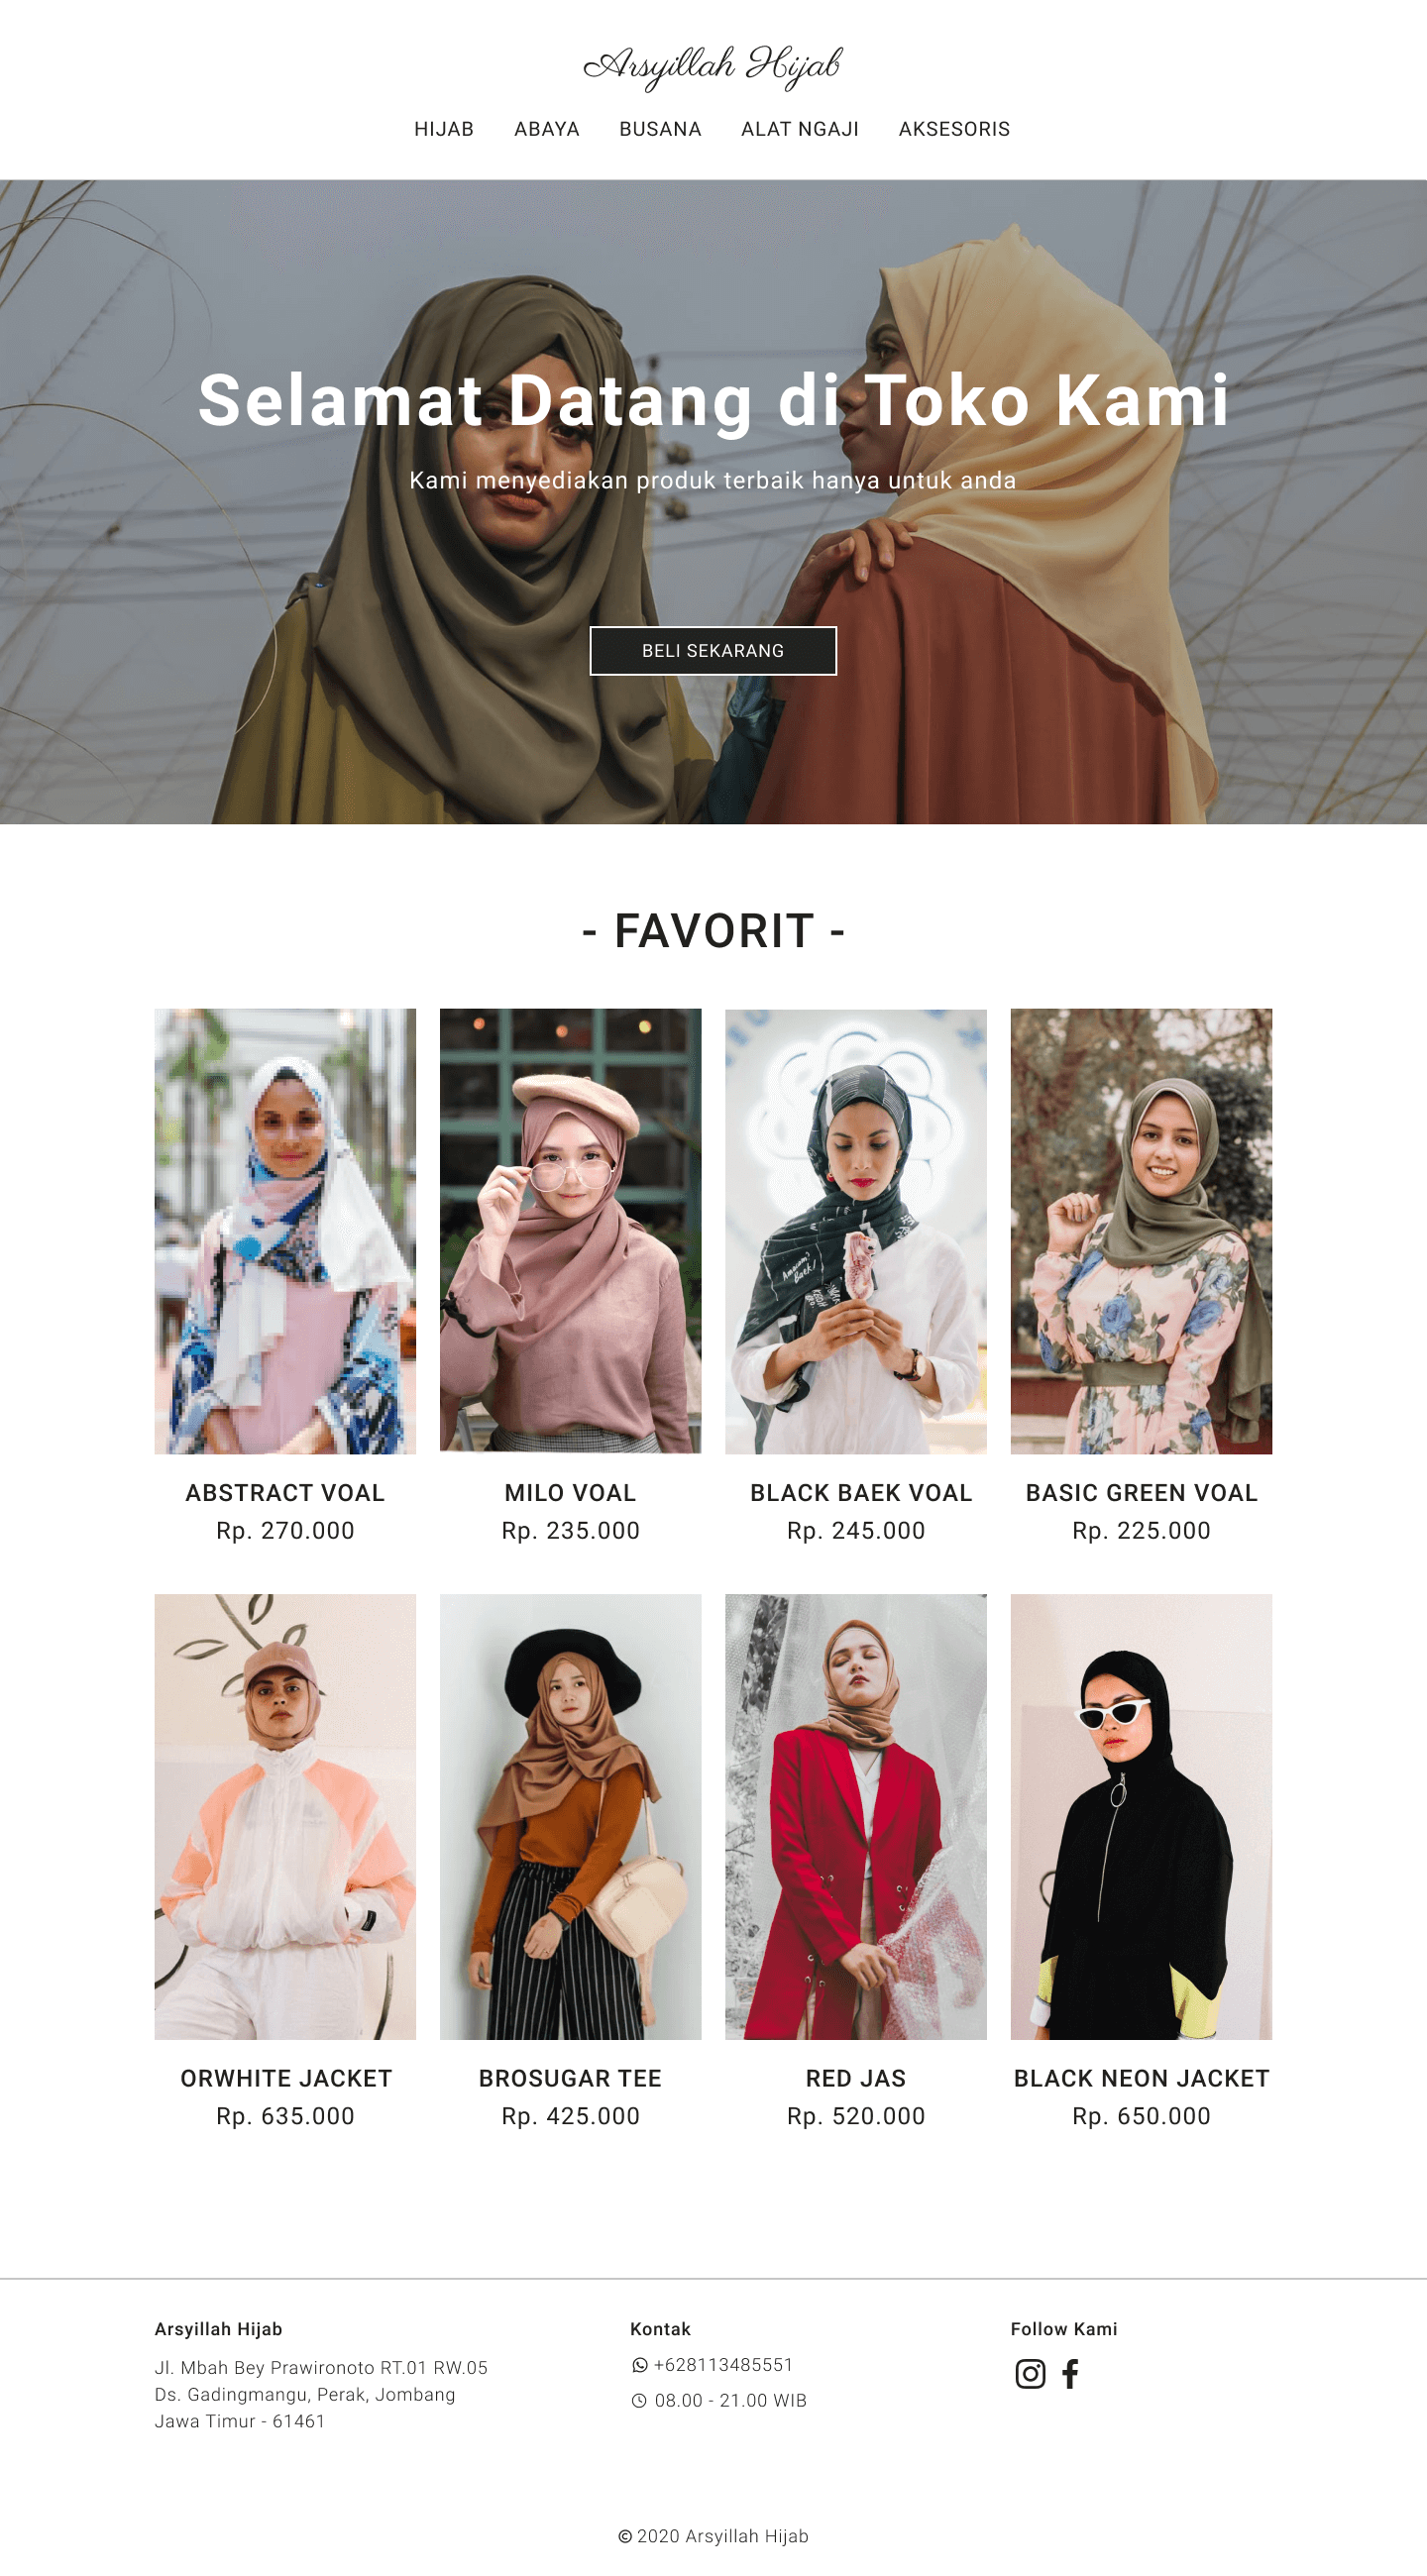 Arsyillah Hijab
HIJAB ABAYA BUSANA ALAT NGAJI AKSESORIS
Selamat Datang di Toko Kami
Kami menyediakan produk terbaik hanya untuk anda
BELI SEKARANG
- FAVORIT -
Amacam?
Baek!
ABSTRACT VOAL
Rp. 270.000
MILO VOAL
Rp. 235.000
BLACK BAEK VOAL
Rp. 245.000
BASIC GREEN VOAL
Rp. 225.000
ORWHITE JACKET
Rp. 635.000
BROSUGAR TEE
Rp. 425.000
RED JAS
Rp. 520.000
BLACK NEON JACKET
Rp. 650.000
Arsyillah Hijab
Jl. Mbah Bey Prawironoto RT.01 RW.05
Ds. Gadingmangu, Perak, Jombang
Jawa Timur - 61461
Kontak
+628113485551
08.00 - 21.00 WIB
Follow Kami
© 2020 Arsyillah Hijab